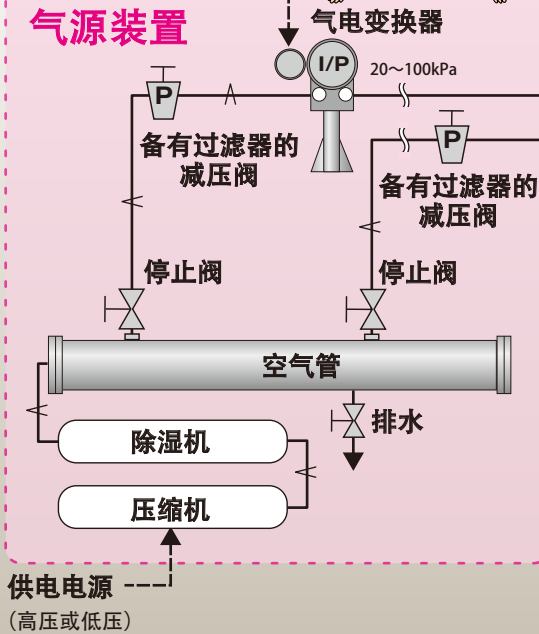 气源装置
气电变换器
I/P
20～100kPa
P
备有过滤器的
减压阀
P
备有过滤器的
减压阀
停止阀
停止阀
空气管
排水
除湿机
压缩机
供电电源
(高压或低压)